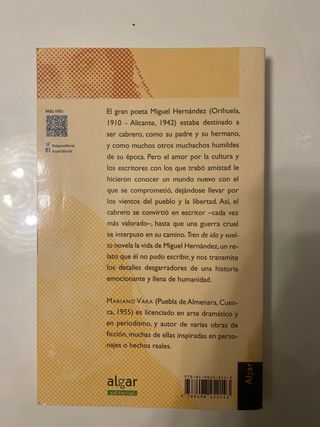 Más info:
@algareditorial
AlgarEditorial
El gran poeta Miguel Hernández (Orihuela,
1910 - Alicante, 1942) estaba destinado a
ser cabrero, como su padre y su hermano,
y como muchos otros muchachos humildes
de su época. Pero el amor por la cultura y
los escritores con los que trabó amistad le
hicieron conocer un mundo nuevo con el
que se comprometió, dejándose llevar por
los vientos del pueblo y la libertad. Así, el
cabrero se convirtió en escritor –cada vez
más valorado–, hasta que una guerra cruel
se interpuso en su camino. Tren de ida y vuel-
ta novela la vida de Miguel Hernández, un re-
lato que él no pudo escribir, y nos transmite
los detalles desgarradores de una historia
emocionante y llena de humanidad.
Mariano Vara (Puebla de Almenara, Cuen-
ca, 1955) es licenciado en arte dramático y
en periodismo, y autor de varias obras de
ficción, muchas de ellas inspiradas en perso-
najes o hechos reales.
algar
editorial
Algar